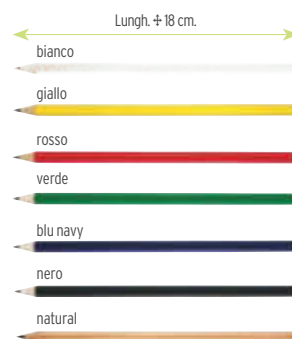 Lungh. ± 18 cm.
bianco
giallo
rosso
verde
blu navy
nero
natural